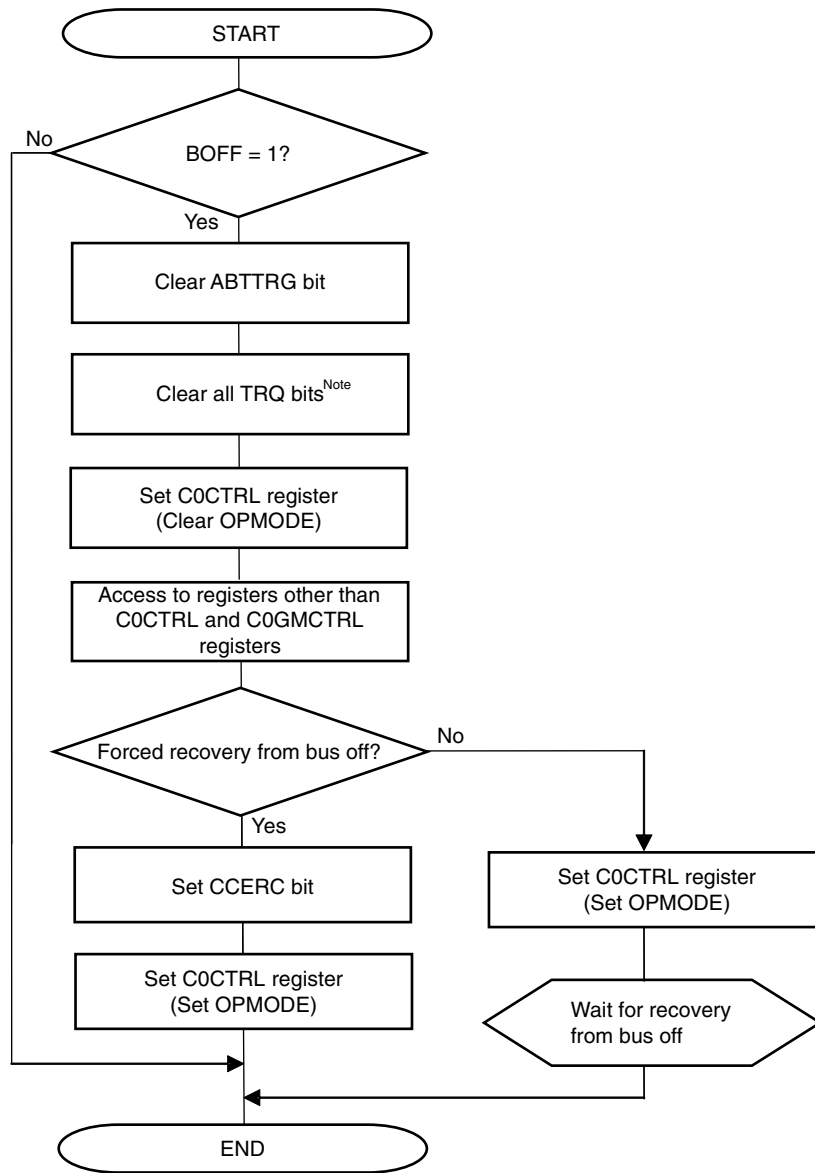 START
No
BOFF = 1?
Yes
Clear ABTTRG bit
Clear all TRQ bitsNote
Set C0CTRL register
(Clear OPMODE)
Access to registers other than
C0CTRL and C0GMCTRL
registers
Forced recovery from bus off?
No
Yes
Set CCERC bit
Set C0CTRL register
(Set OPMODE)
Set C0CTRL register
(Set OPMODE)
Wait for recovery
from bus off
END